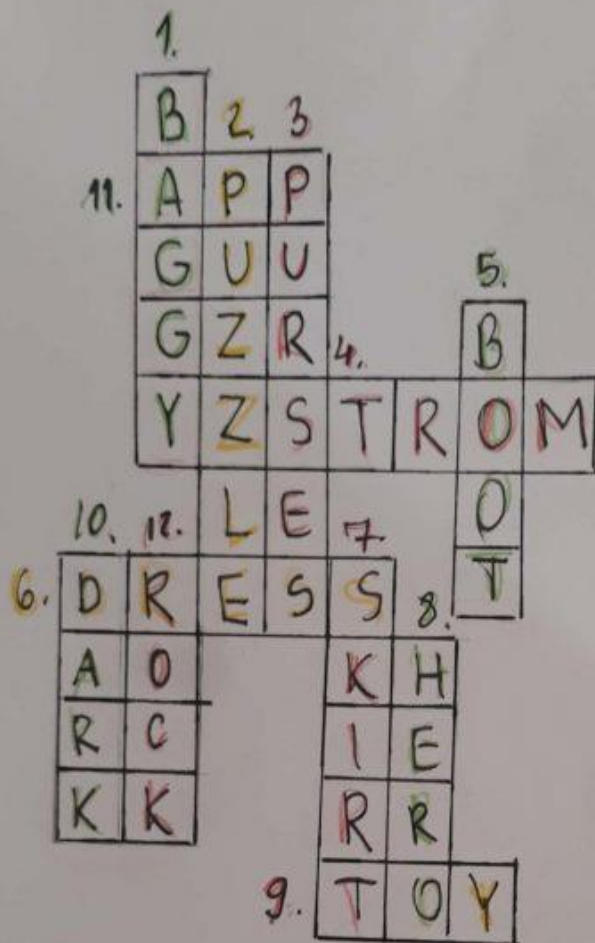 1.
B 2. 3
11. A P P
G U U 5.
G Z R 4. B
Y Z S T R O M
10. 12. L E 7. O
6. D R E S S 8. T
A O K H
R C I E
K K R R
9. T O Y